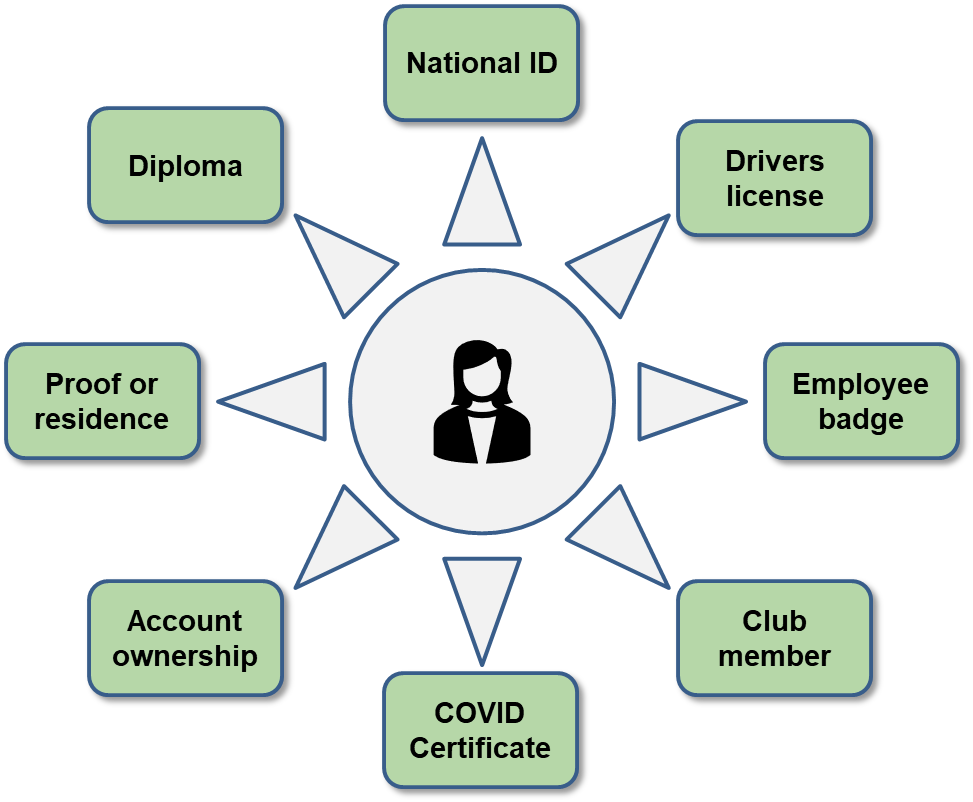 National ID
Diploma
Drivers
license
Proof or
residence
Employee
badge
Account
ownership
Club
member
COVID
Certificate